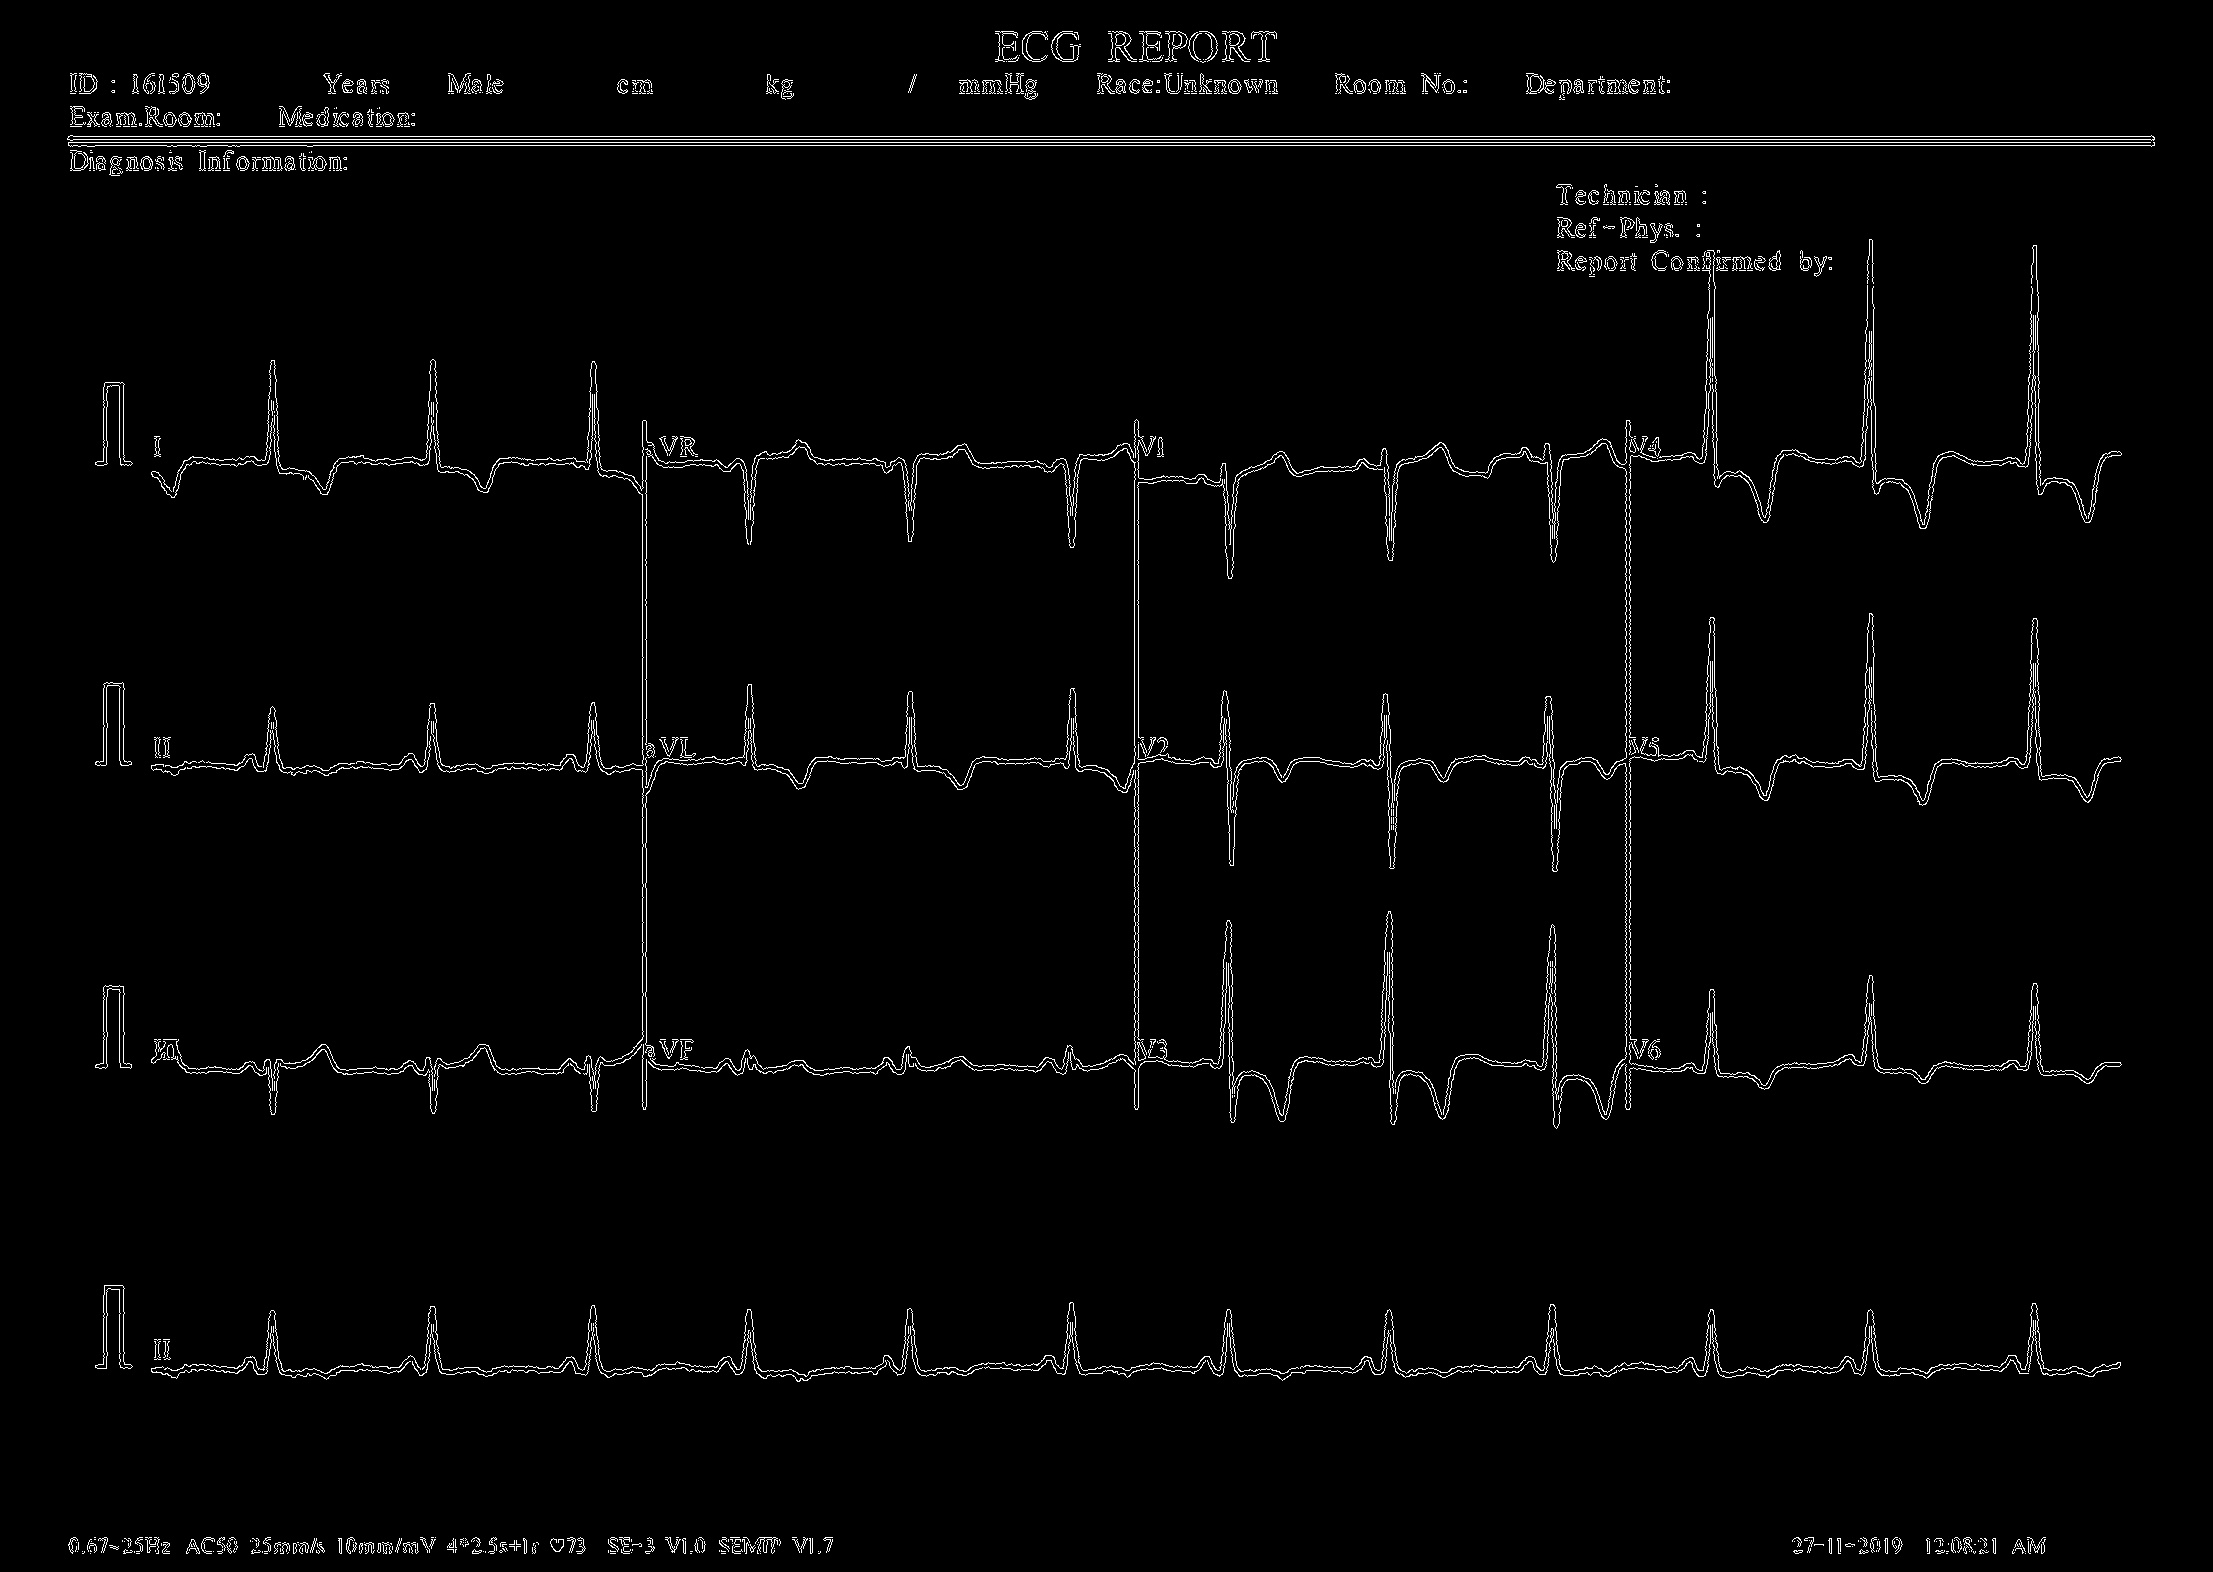 ECG REPORT
ID : 161509 Years Male cm kg / mmHg Race:Unknown Room No.: Department:
Exam.Room: Medication:
Diagnosis Information:
Technician :
Ref-Phys. :
Report Confirmed by:
I aVR V1 V4
II aVL V2 V5
III aVF V3 V6
II
0.67~25Hz AC50 25mm/s 10mm/mV 4*2.5s+1r ♡73 SE-3 V1.0 SEMIP V1.7 27-11-2019 12:08:21 AM